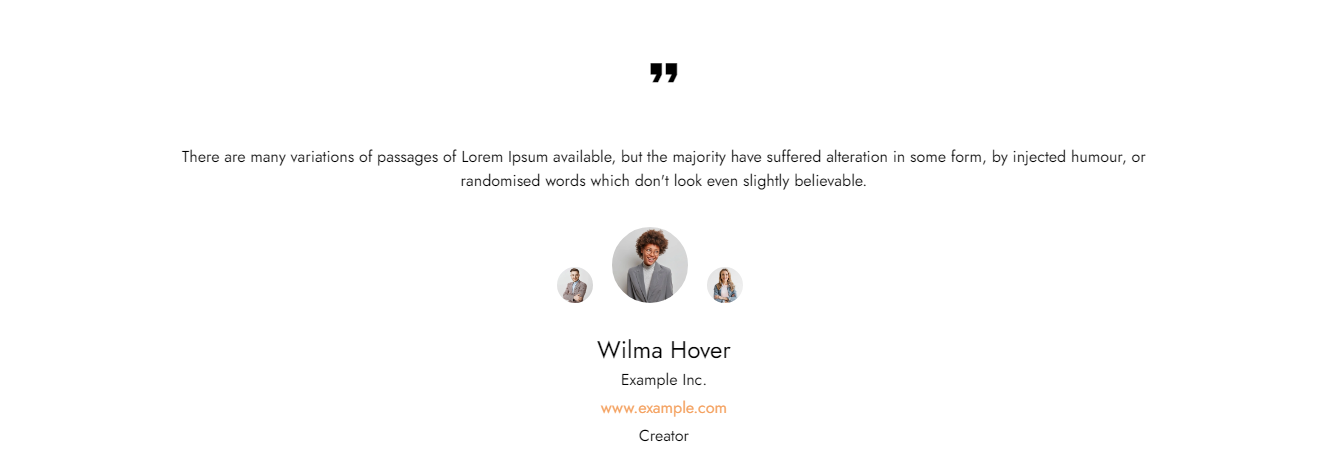 ”
There are many variations of passages of Lorem Ipsum available, but the majority have suffered alteration in some form, by injected humour, or
randomised words which don't look even slightly believable.
Wilma Hover
Example Inc.
www.example.com
Creator